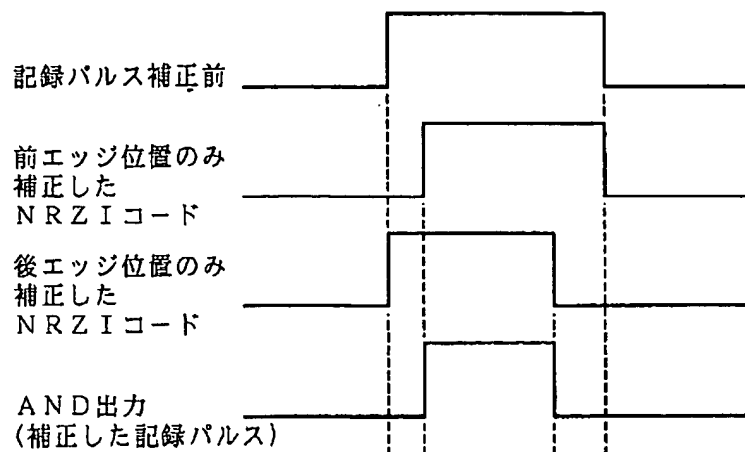 記録パルス補正前
前エッジ位置のみ
補正した
ＮＲＺＩコード
後エッジ位置のみ
補正した
ＮＲＺＩコード
ＡＮＤ出力
(補正した記録パルス)